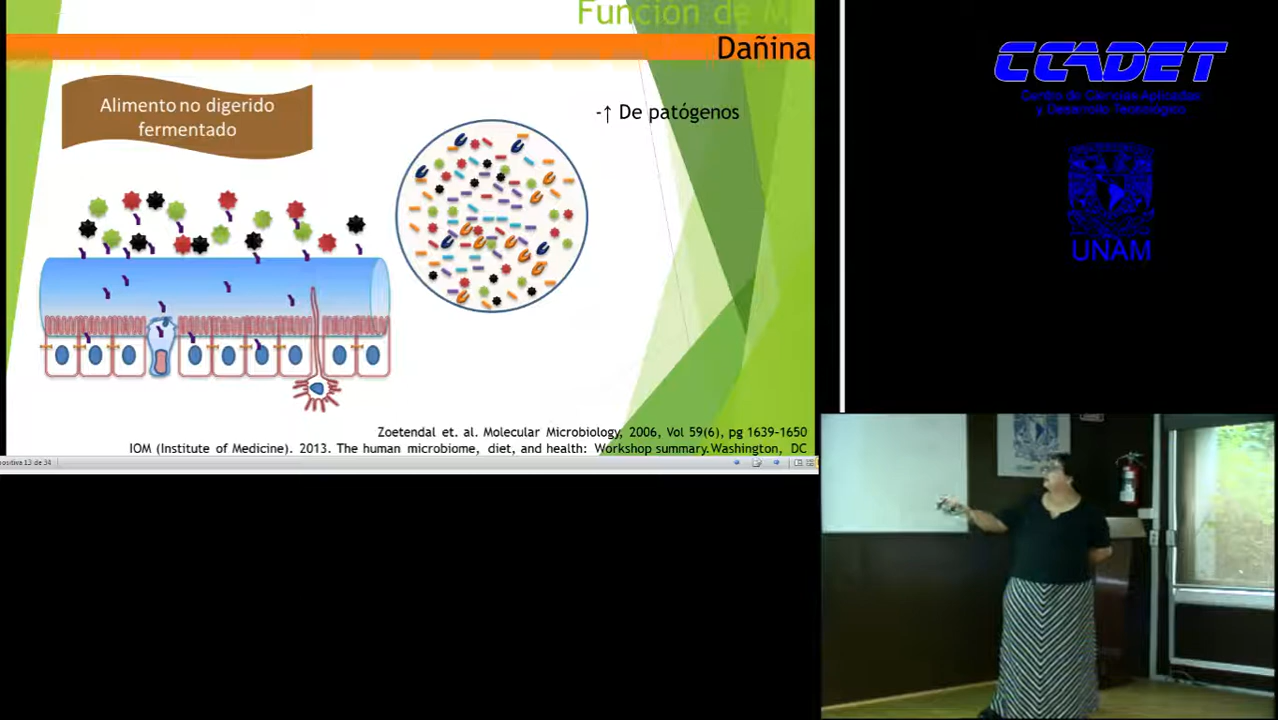 Función de M
Dañina
Alimento no digerido
fermentado
-↑ De patógenos
Zoetendal et. al. Molecular Microbiology, 2006, Vol 59(6), pg 1639-1650
IOM (Institute of Medicine). 2013. The human microbiome, diet, and health: Workshop summary.Washington, DC
positiva 13 de 34
CCADET
Centro de Ciencias Aplicadas
y Desarrollo Tecnológico
UNAM